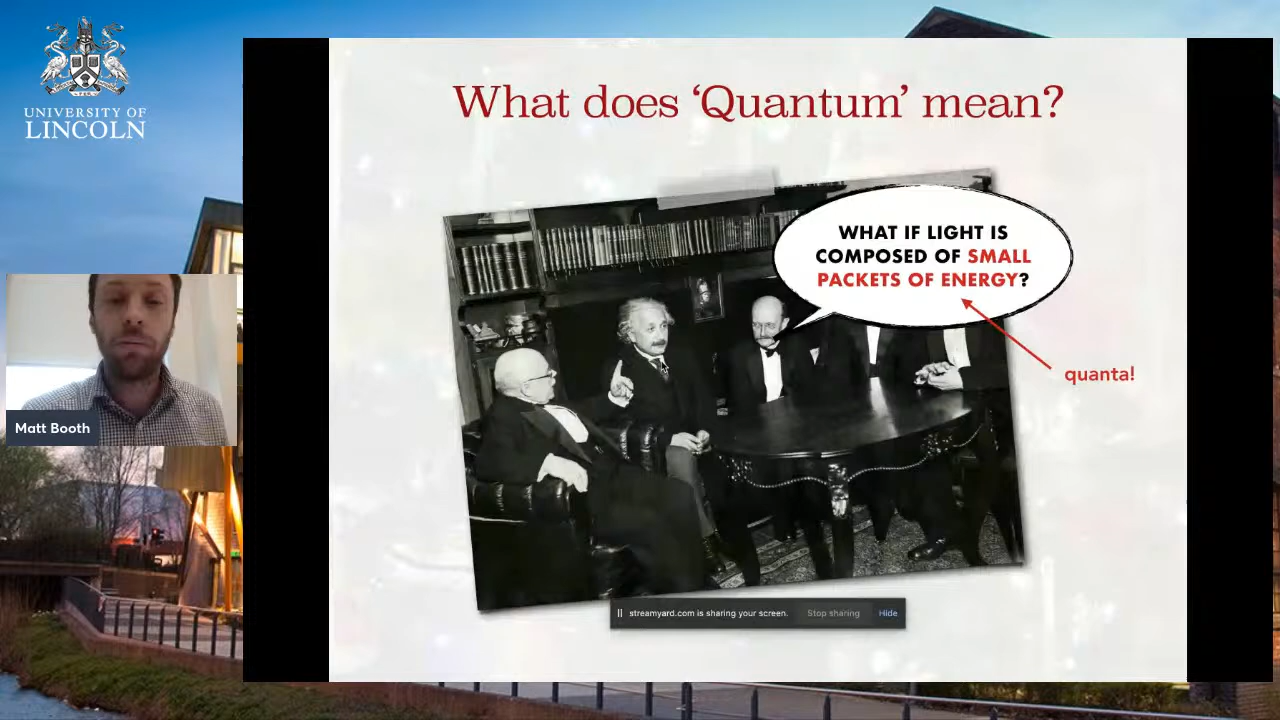 UNIVERSITY OF
LINCOLN
What does ‘Quantum’ mean?
WHAT IF LIGHT IS
COMPOSED OF SMALL
PACKETS OF ENERGY?
quanta!
Matt Booth
streamyard.com is sharing your screen. Stop sharing Hide